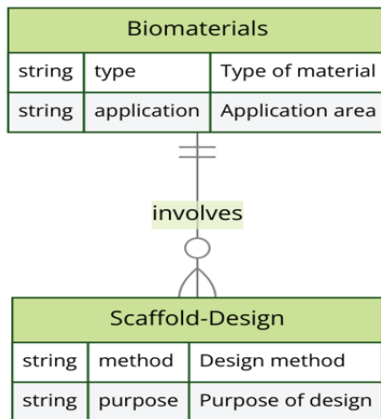 Biomaterials
string type Type of material
string application Application area
involves
Scaffold-Design
string method Design method
string purpose Purpose of design